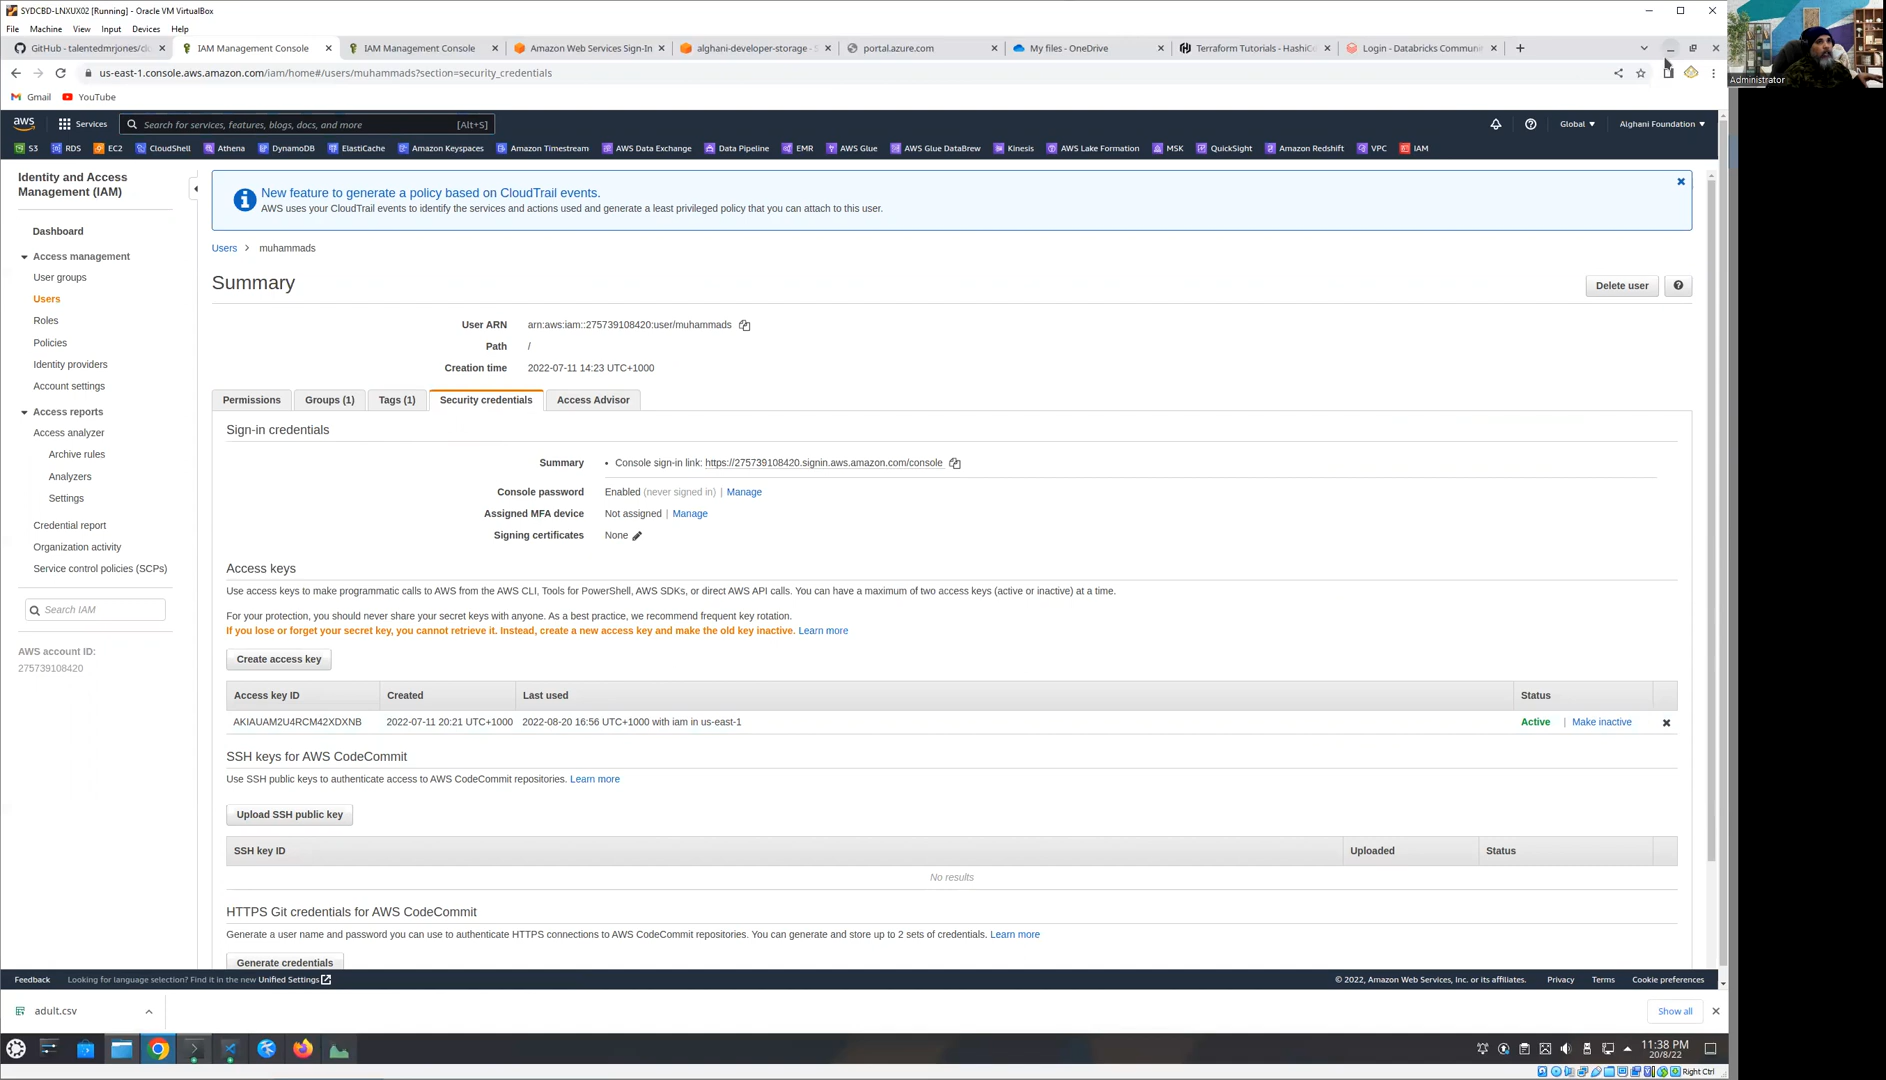 SYDCBD-LNXUX02 [Running] - Oracle VM VirtualBox
File Machine View Input Devices Help
GitHub - talentedmrjones/clo
IAM Management Console
IAM Management Console
Amazon Web Services Sign-In
alghani-developer-storage - S
portal.azure.com
My files - OneDrive
Terraform Tutorials - HashiCo
Login - Databricks Communi
us-east-1.console.aws.amazon.com/iam/home#/users/muhammads?section=security_credentials
Gmail YouTube
aws Services Search for services, features, blogs, docs, and more [Alt+S] Global Alghani Foundation
S3 RDS EC2 CloudShell Athena DynamoDB ElastiCache Amazon Keyspaces Amazon Timestream AWS Data Exchange Data Pipeline EMR AWS Glue AWS Glue DataBrew Kinesis AWS Lake Formation MSK QuickSight Amazon Redshift VPC IAM
Administrator
Identity and Access
Management (IAM)
Dashboard
Access management
User groups
Users
Roles
Policies
Identity providers
Account settings
Access reports
Access analyzer
Archive rules
Analyzers
Settings
Credential report
Organization activity
Service control policies (SCPs)
Search IAM
AWS account ID:
275739108420
New feature to generate a policy based on CloudTrail events.
AWS uses your CloudTrail events to identify the services and actions used and generate a least privileged policy that you can attach to this user.
Users > muhammads
Summary
Delete user
User ARN arn:aws:iam::275739108420:user/muhammads
Path /
Creation time 2022-07-11 14:23 UTC+1000
Permissions Groups (1) Tags (1) Security credentials Access Advisor
Sign-in credentials
Summary • Console sign-in link: https://275739108420.signin.aws.amazon.com/console
Console password Enabled (never signed in) | Manage
Assigned MFA device Not assigned | Manage
Signing certificates None
Access keys
Use access keys to make programmatic calls to AWS from the AWS CLI, Tools for PowerShell, AWS SDKs, or direct AWS API calls. You can have a maximum of two access keys (active or inactive) at a time.
For your protection, you should never share your secret keys with anyone. As a best practice, we recommend frequent key rotation.
If you lose or forget your secret key, you cannot retrieve it. Instead, create a new access key and make the old key inactive. Learn more
Create access key
Access key ID Created Last used Status
AKIAUAM2U4RCM42XDXNB 2022-07-11 20:21 UTC+1000 2022-08-20 16:56 UTC+1000 with iam in us-east-1 Active | Make inactive
SSH keys for AWS CodeCommit
Use SSH public keys to authenticate access to AWS CodeCommit repositories. Learn more
Upload SSH public key
SSH key ID Uploaded Status
No results
HTTPS Git credentials for AWS CodeCommit
Generate a user name and password you can use to authenticate HTTPS connections to AWS CodeCommit repositories. You can generate and store up to 2 sets of credentials. Learn more
Generate credentials
Feedback Looking for language selection? Find it in the new Unified Settings © 2022, Amazon Web Services, Inc. or its affiliates. Privacy Terms Cookie preferences
adult.csv Show all
11:38 PM
20/8/22
Right Ctrl